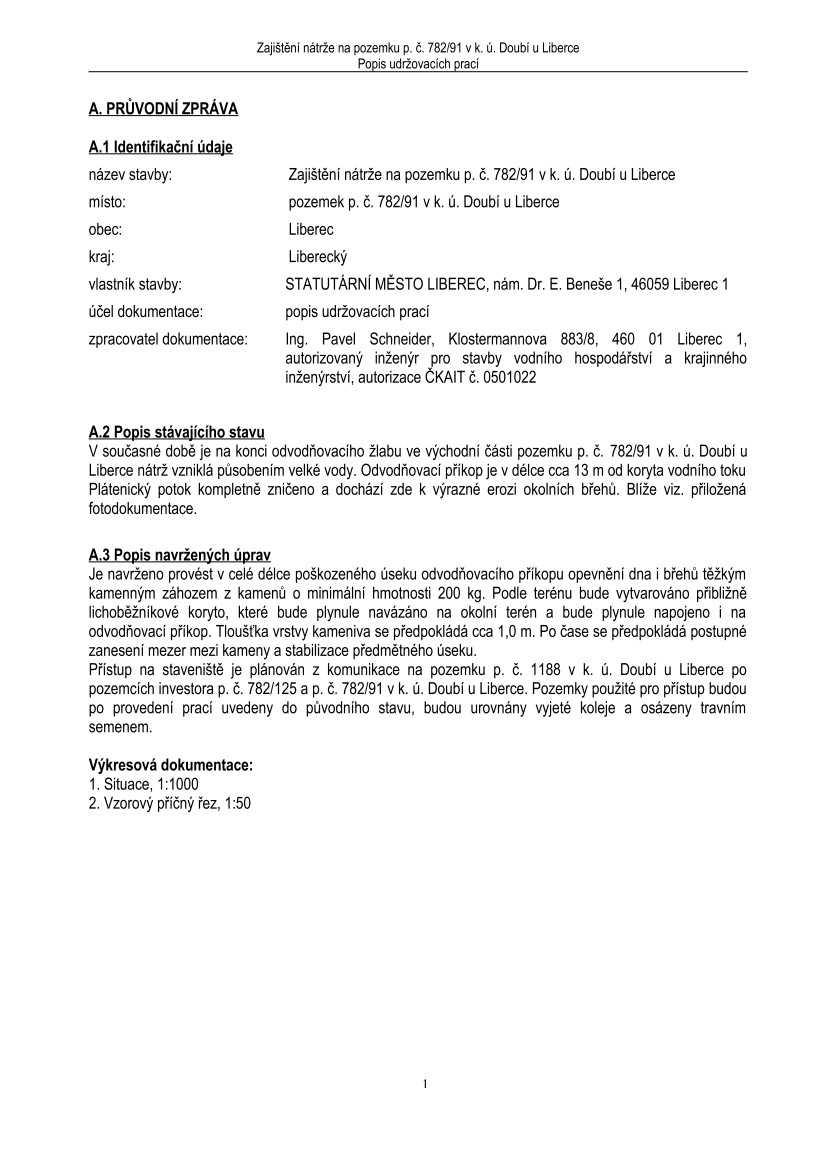 Zajištění nátrže na pozemku p. č. 782/91 v k. ú. Doubí u Liberce
Popis udržovacích prací
A. PRŮVODNÍ ZPRÁVA
A.1 Identifikační údaje
název stavby: Zajištění nátrže na pozemku p. č. 782/91 v k. ú. Doubí u Liberce
místo: pozemek p. č. 782/91 v k. ú. Doubí u Liberce
obec: Liberec
kraj: Liberecký
vlastník stavby: STATUTÁRNÍ MĚSTO LIBEREC, nám. Dr. E. Beneše 1, 46059 Liberec 1
účel dokumentace: popis udržovacích prací
zpracovatel dokumentace: Ing. Pavel Schneider, Klostermannova 883/8, 460 01 Liberec 1,
autorizovaný inženýr pro stavby vodního hospodářství a krajinného
inženýrství, autorizace ČKAIT č. 0501022
A.2 Popis stávajícího stavu
V současné době je na konci odvodňovacího žlabu ve východní části pozemku p. č. 782/91 v k. ú. Doubí u
Liberce nátrž vzniklá působením velké vody. Odvodňovací příkop je v délce cca 13 m od koryta vodního toku
Plátenický potok kompletně zničeno a dochází zde k výrazné erozi okolních břehů. Blíže viz. přiložená
fotodokumentace.
A.3 Popis navržených úprav
Je navrženo provést v celé délce poškozeného úseku odvodňovacího příkopu opevnění dna i břehů těžkým
kamenným záhozem z kamenů o minimální hmotnosti 200 kg. Podle terénu bude vytvarováno přibližně
lichoběžníkové koryto, které bude plynule navázáno na okolní terén a bude plynule napojeno i na
odvodňovací příkop. Tloušťka vrstvy kameniva se předpokládá cca 1,0 m. Po čase se předpokládá postupné
zanesení mezer mezi kameny a stabilizace předmětného úseku.
Přístup na staveniště je plánován z komunikace na pozemku p. č. 1188 v k. ú. Doubí u Liberce po
pozemcích investora p. č. 782/125 a p. č. 782/91 v k. ú. Doubí u Liberce. Pozemky použité pro přístup budou
po provedení prací uvedeny do původního stavu, budou urovnány vyjeté koleje a osázeny travním
semenem.
Výkresová dokumentace:
1. Situace, 1:1000
2. Vzorový příčný řez, 1:50
1